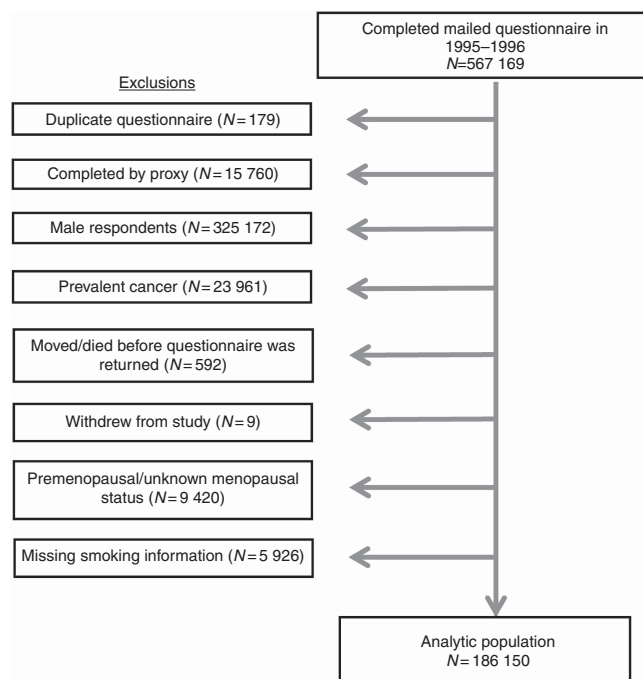 Completed mailed questionnaire in
1995–1996
N=567 169
Exclusions
Duplicate questionnaire (N=179)
Completed by proxy (N=15 760)
Male respondents (N=325 172)
Prevalent cancer (N=23 961)
Moved/died before questionnaire was
returned (N=592)
Withdrew from study (N=9)
Premenopausal/unknown menopausal
status (N=9 420)
Missing smoking information (N=5 926)
Analytic population
N=186 150